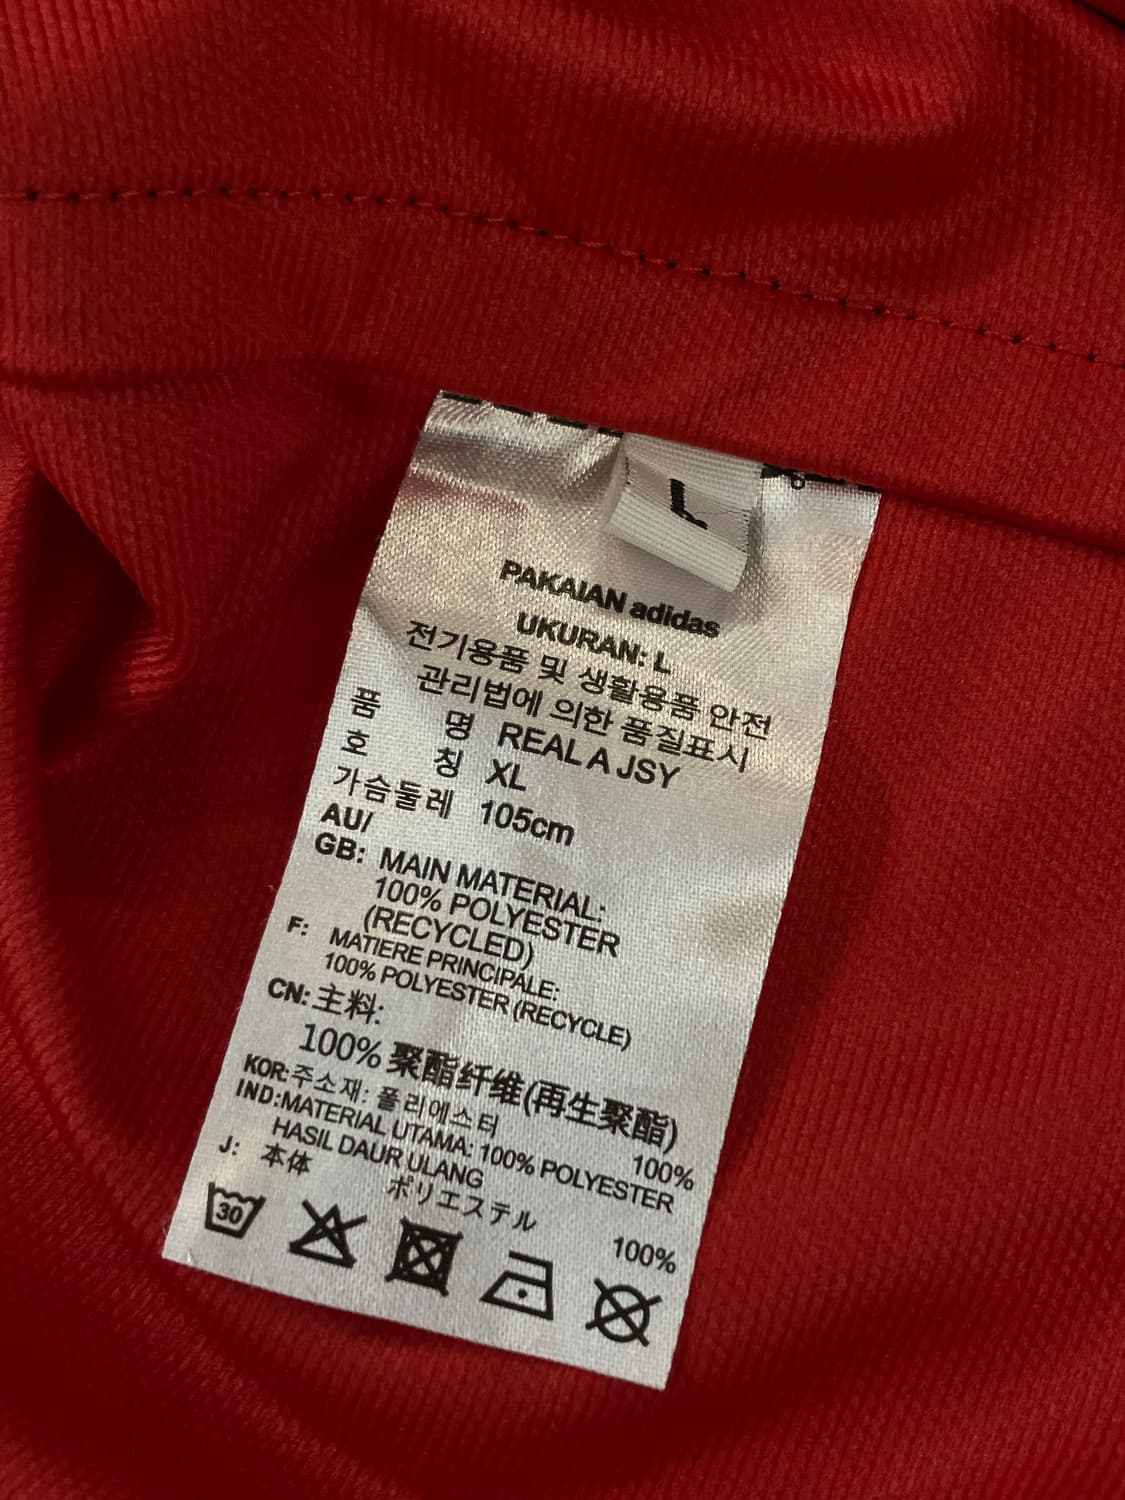 L
PAKAIAN adidas
UKURAN: L
전기용품 및 생활용품 안전
관리법에 의한 품질표시
품 명 REAL A JSY
호 칭 XL
가슴둘레 105cm
AU/
GB: MAIN MATERIAL:
100% POLYESTER
(RECYCLED)
F: MATIERE PRINCIPALE:
100% POLYESTER (RECYCLE)
CN: 主料:
100% 聚酯纤维(再生聚酯)
KOR: 주소재: 폴리에스터 100%
IND: MATERIAL UTAMA: 100% POLYESTER
HASIL DAUR ULANG
J: 本体
ポリエステル 100%
30